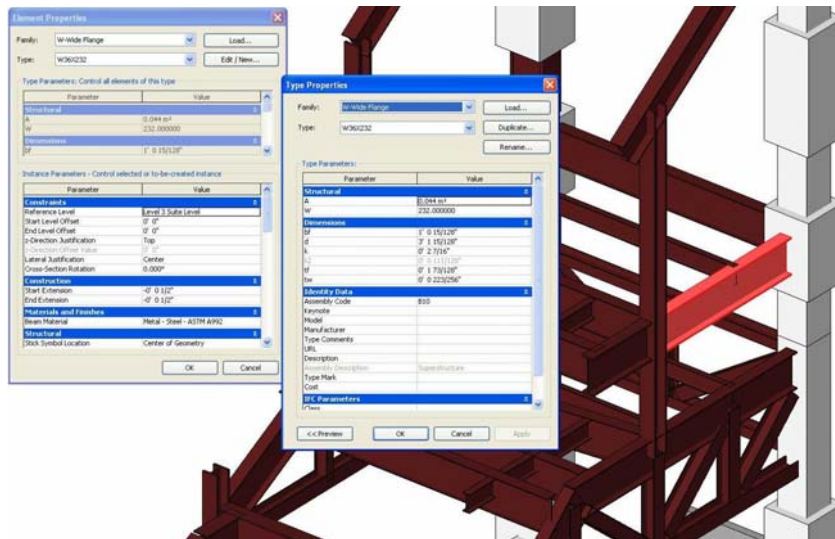 Element Properties
Family: W-Wide Flange Load...
Type: W36X232 Edit / New...
Type Parameters: Control all elements of this type
Parameter Value
Structural
A 0.044 m²
W 232.000000
Dimensions
bf 1' 0 15/128"
Instance Parameters - Control selected or to-be-created instance
Parameter Value
Constraints
Reference Level Level 3 Suite Level
Start Level Offset 0' 0"
End Level Offset 0' 0"
z-Direction Justification Top
z-Direction Offset Value 0' 0"
Lateral Justification Center
Cross-Section Rotation 0.000°
Construction
Start Extension -0' 0 1/2"
End Extension -0' 0 1/2"
Materials and Finishes
Beam Material Metal - Steel - ASTM A992
Structural
Stick Symbol Location Center of Geometry
OK Cancel
Type Properties
Family: W-Wide Flange Load...
Type: W36X232 Duplicate...
Rename...
Type Parameters:
Parameter Value
Structural
A 0.044 m²
W 232.000000
Dimensions
bf 1' 0 15/128"
d 3' 1 15/128"
k 0' 2 7/16"
tf 0' 1 73/128"
tw 0' 0 223/256"
Identity Data
Assembly Code B10
Keynote
Model
Manufacturer
Type Comments
URL
Description
Assembly Description Superstructure
Type Mark
Cost
IFC Parameters
<< Preview OK Cancel Apply